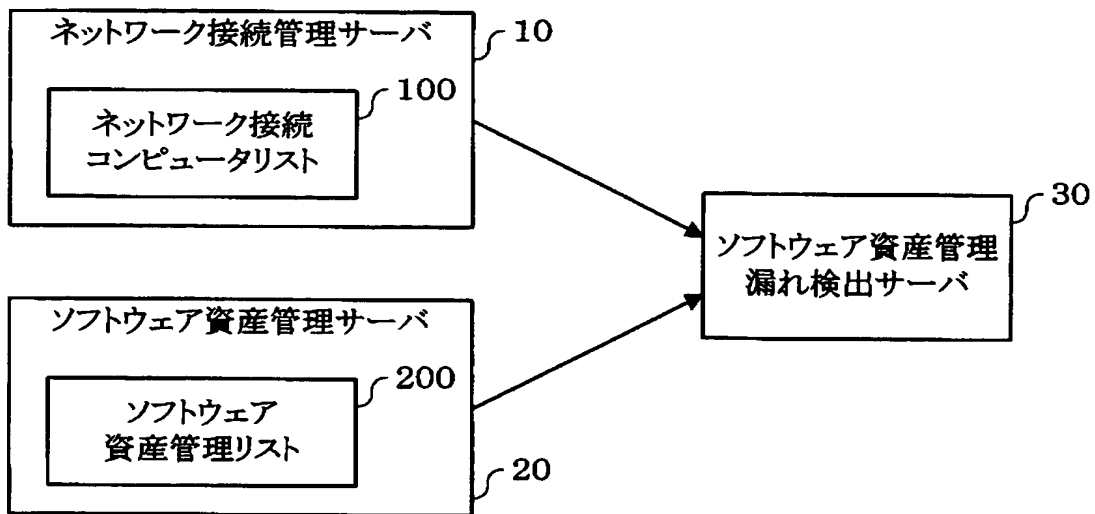 ネットワーク接続管理サーバ
10
100
ネットワーク接続
コンピュータリスト
30
ソフトウェア資産管理
漏れ検出サーバ
ソフトウェア資産管理サーバ
200
ソフトウェア
資産管理リスト
20